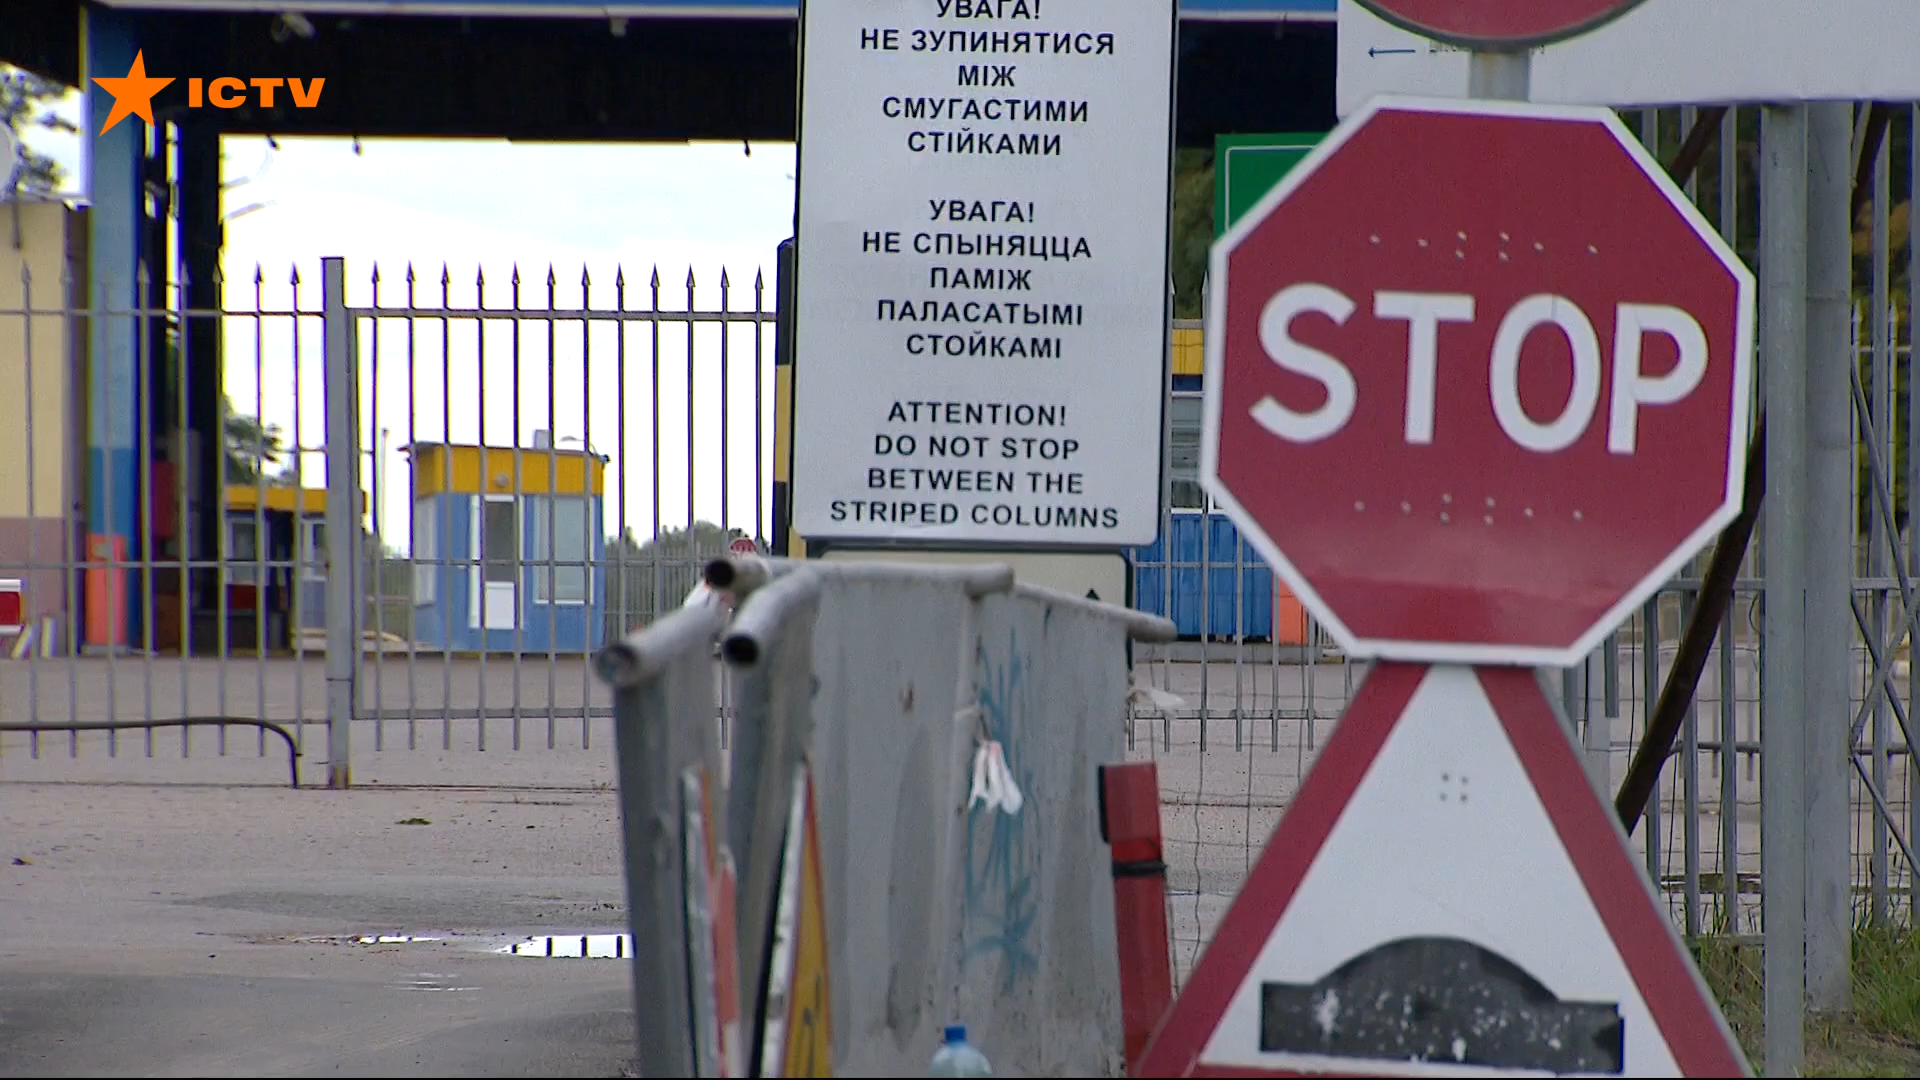 ICTV
УВАГА!
НЕ ЗУПИНЯТИСЯ
МІЖ
СМУГАСТИМИ
СТІЙКАМИ
УВАГА!
НЕ СПЫНЯЦЦА
ПАМІЖ
ПАЛАСАТЫМІ
СТОЙКАМІ
ATTENTION!
DO NOT STOP
BETWEEN THE
STRIPED COLUMNS
STOP